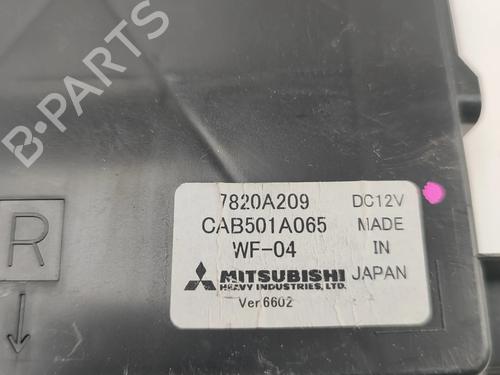 B-PARTS
7820A209 DC12V
CAB501A065 MADE
WF-04 IN
MITSUBISHI JAPAN
HEAVY INDUSTRIES, LTD.
Ver.6602
R